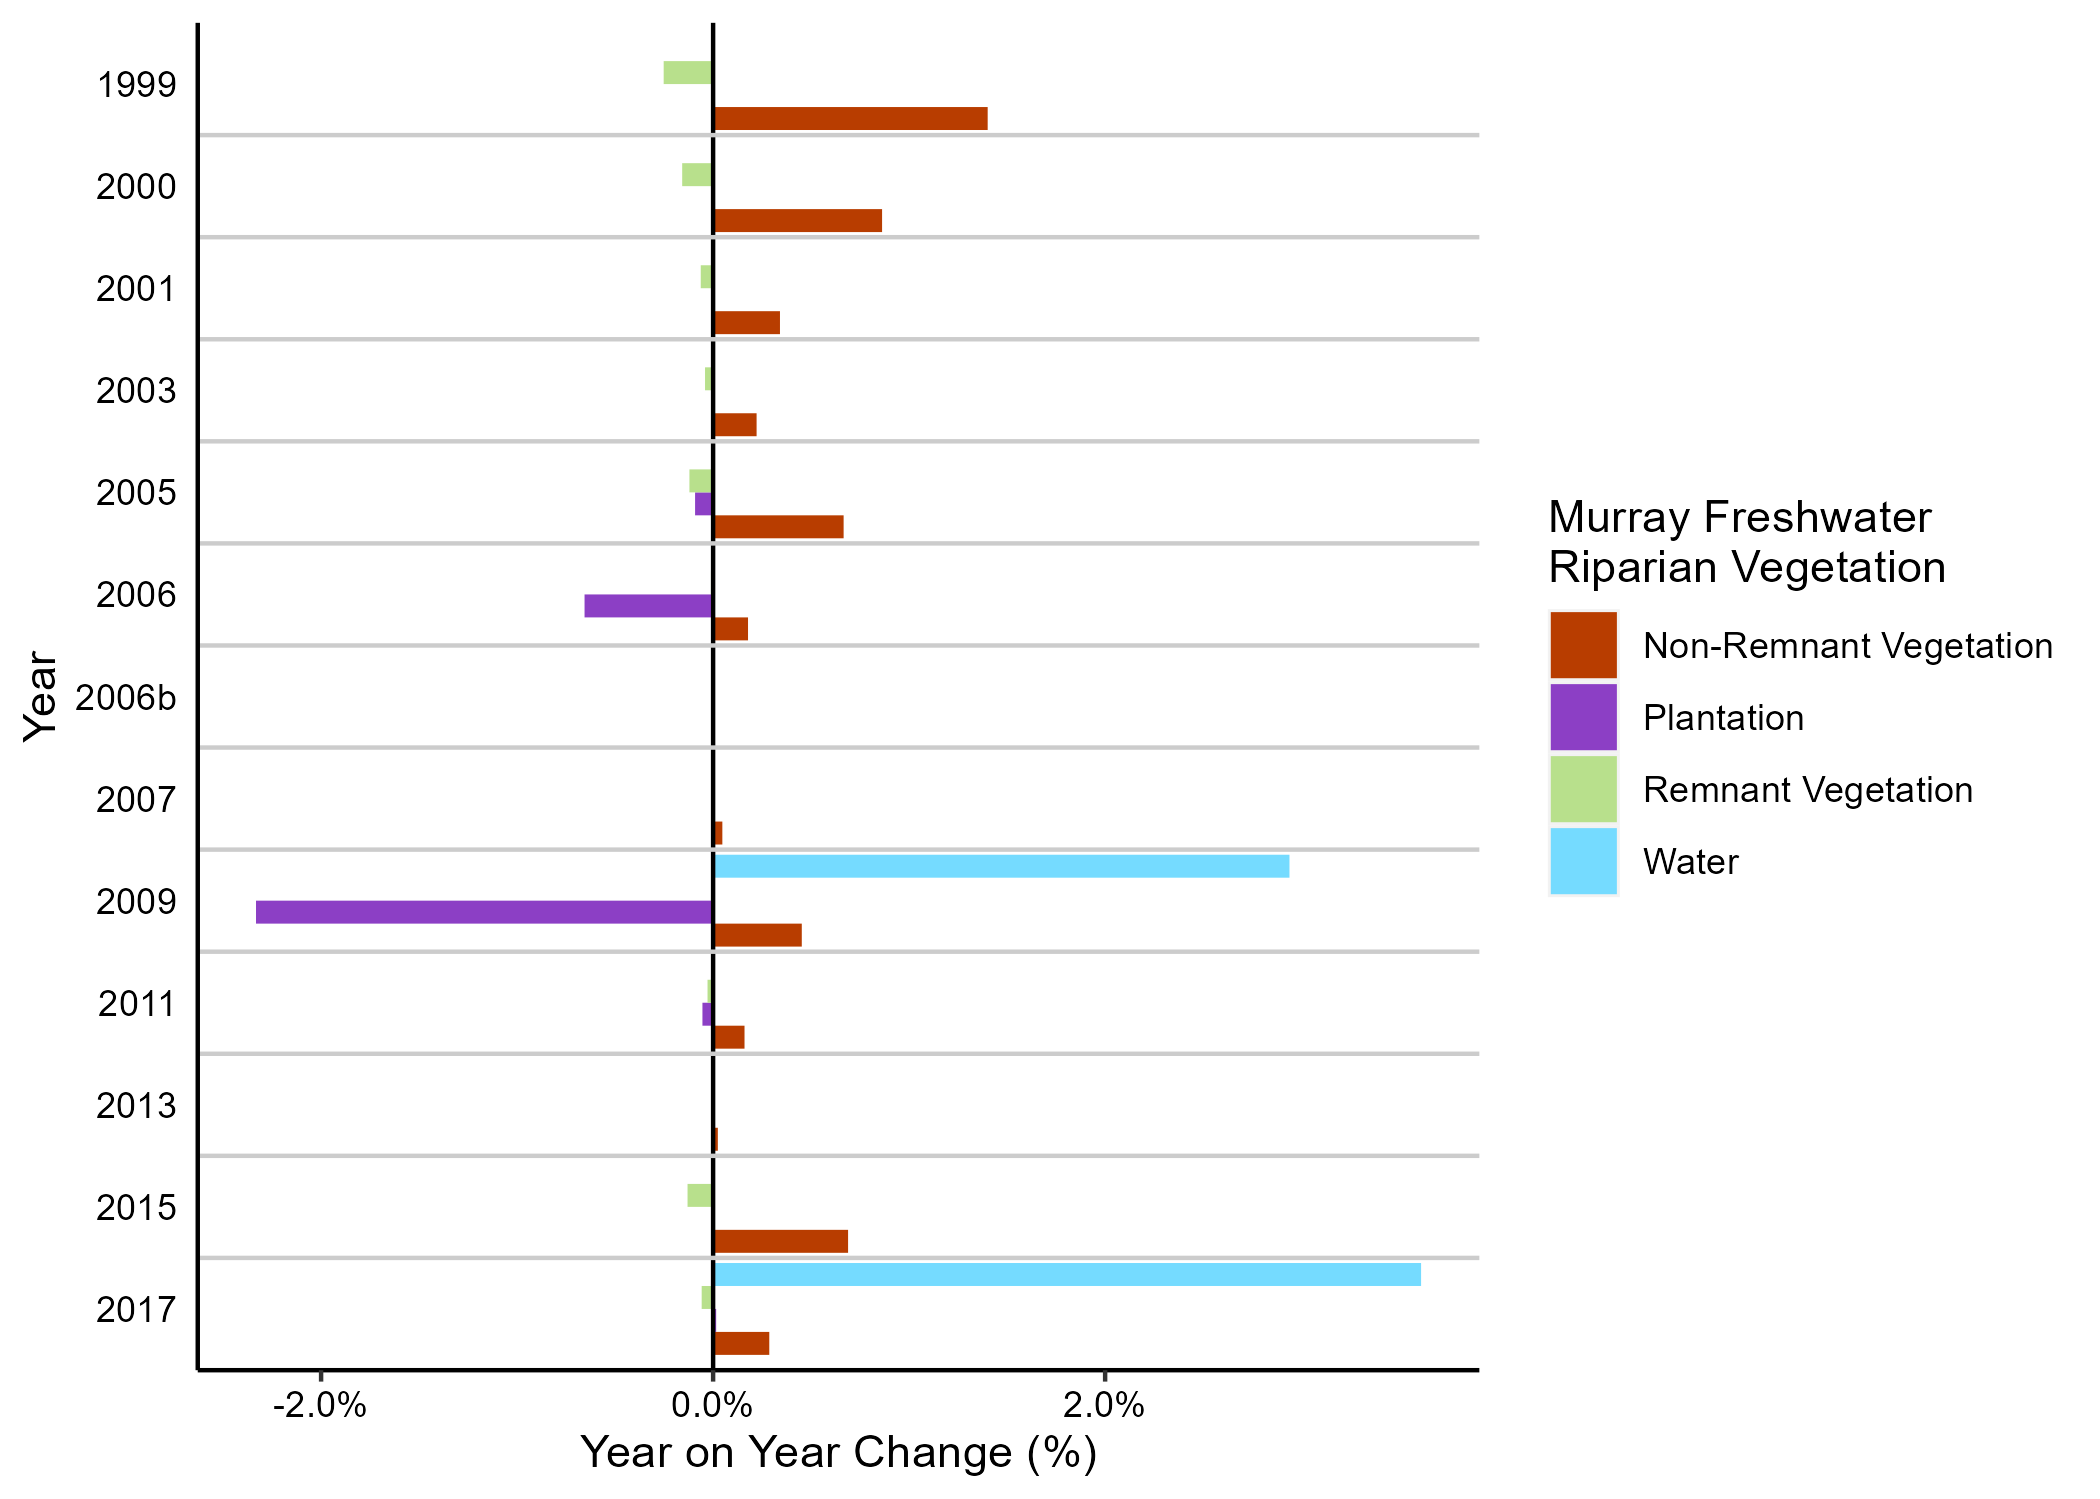 1999
2000
2001
2003
2005
2006
2006b
2007
2009
2011
2013
2015
2017
Year
-2.0%
0.0%
2.0%
Year on Year Change (%)
Murray Freshwater
Riparian Vegetation
Non-Remnant Vegetation
Plantation
Remnant Vegetation
Water